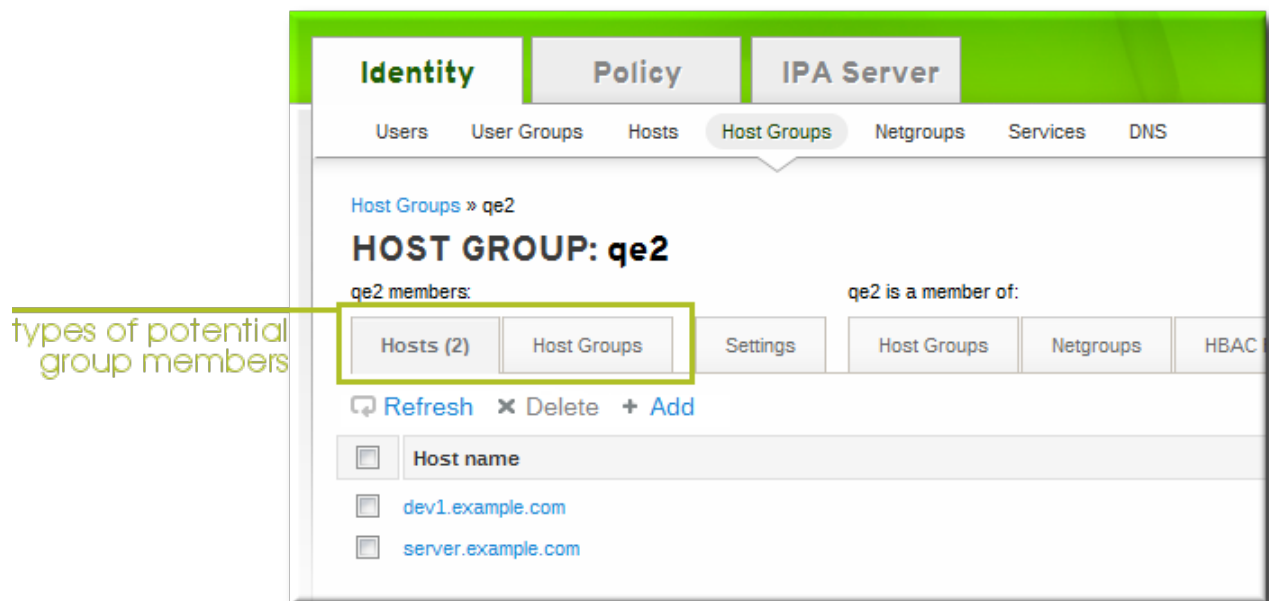 Identity Policy IPA Server
Users User Groups Hosts Host Groups Netgroups Services DNS
Host Groups » qe2
HOST GROUP: qe2
qe2 members: qe2 is a member of:
types of potential
group members
Hosts (2) Host Groups Settings Host Groups Netgroups HBAC
Refresh Delete + Add
Host name
dev1.example.com
server.example.com